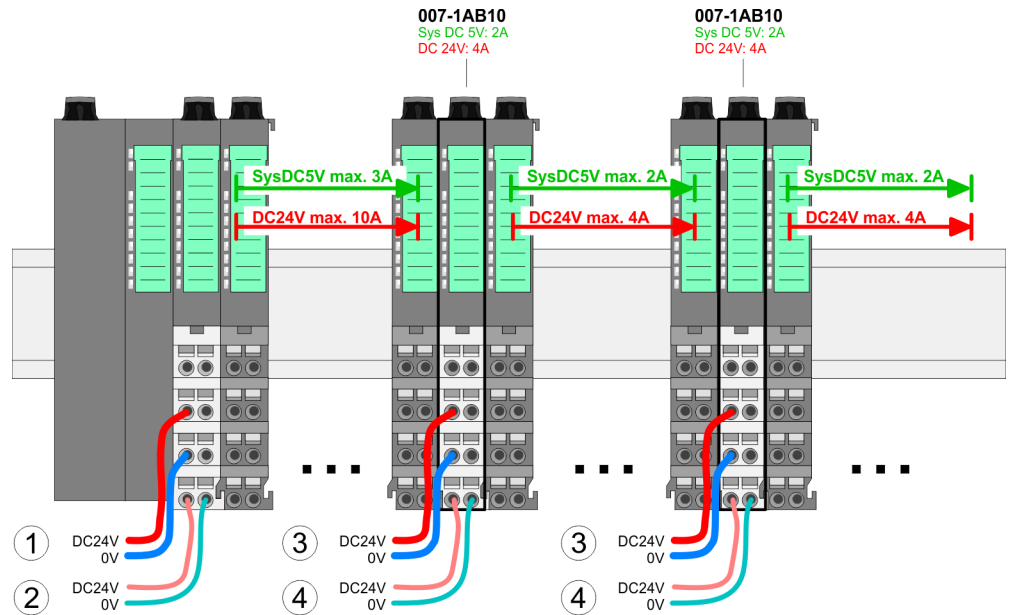 007-1AB10
Sys DC 5V: 2A
DC 24V: 4A
007-1AB10
Sys DC 5V: 2A
DC 24V: 4A
SysDC5V max. 3A
SysDC5V max. 2A
SysDC5V max. 2A
DC24V max. 10A
DC24V max. 4A
DC24V max. 4A
1
DC24V
0V
3
DC24V
0V
3
DC24V
0V
2
DC24V
0V
4
DC24V
0V
4
DC24V
0V